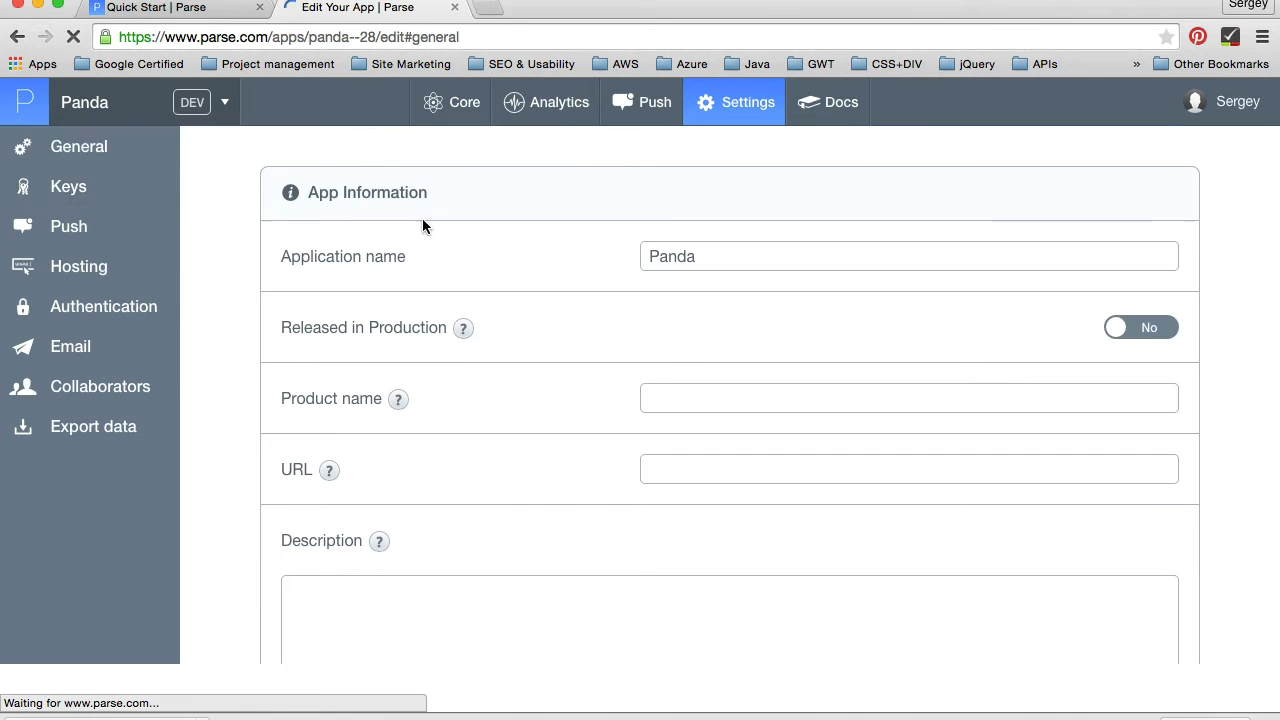 Quick Start | Parse
Edit Your App | Parse
Sergey
https://www.parse.com/apps/panda--28/edit#general
Apps Google Certified Project management Site Marketing SEO & Usability AWS Azure Java GWT CSS+DIV jQuery APIs » Other Bookmarks
P Panda DEV Core Analytics Push Settings Docs Sergey
General
Keys
Push
Hosting
Authentication
Email
Collaborators
Export data
App Information
Application name Panda
Released in Production ? No
Product name ?
URL ?
Description ?
Waiting for www.parse.com...